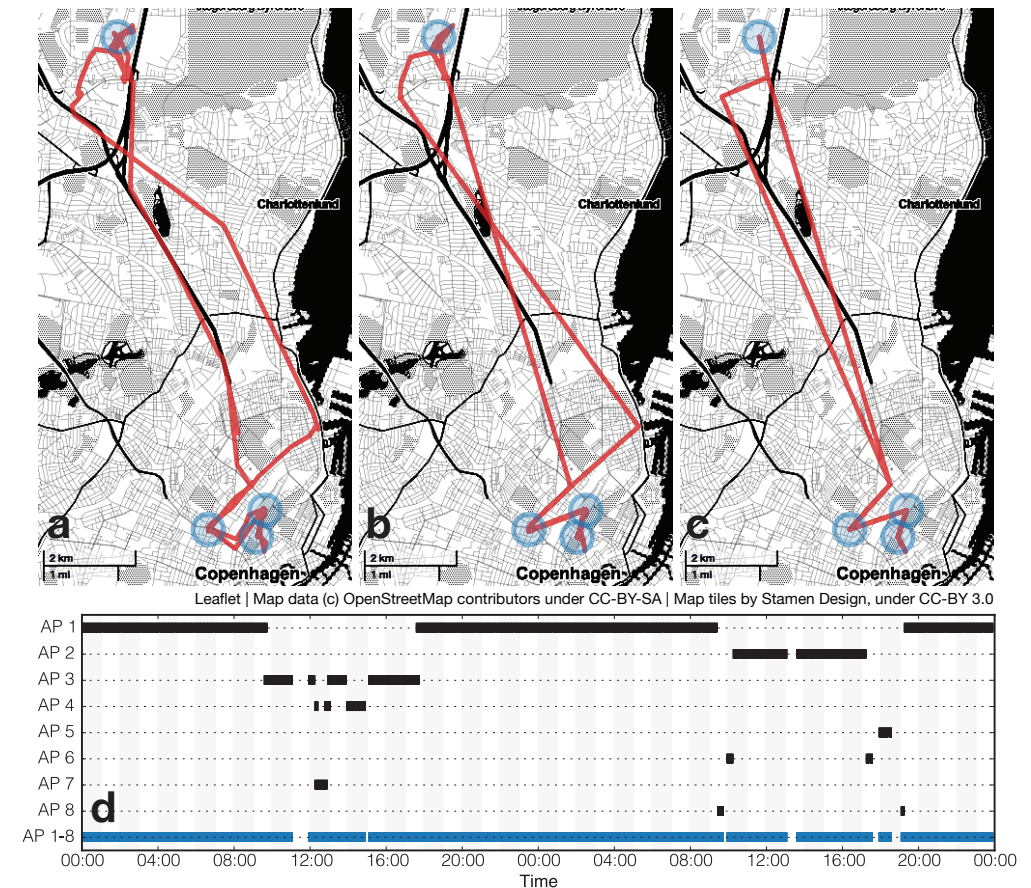 Charlottenlund
Charlottenlund
Charlottenlund
a
b
c
2 km
1 mi
2 km
1 mi
2 km
1 mi
Copenhagen
Copenhagen
Copenhagen
Leaflet | Map data (c) OpenStreetMap contributors under CC-BY-SA | Map tiles by Stamen Design, under CC-BY 3.0
AP 1
AP 2
AP 3
AP 4
AP 5
AP 6
AP 7
AP 8
AP 1-8
d
00:00 04:00 08:00 12:00 16:00 20:00 00:00 04:00 08:00 12:00 16:00 20:00 00:00
Time